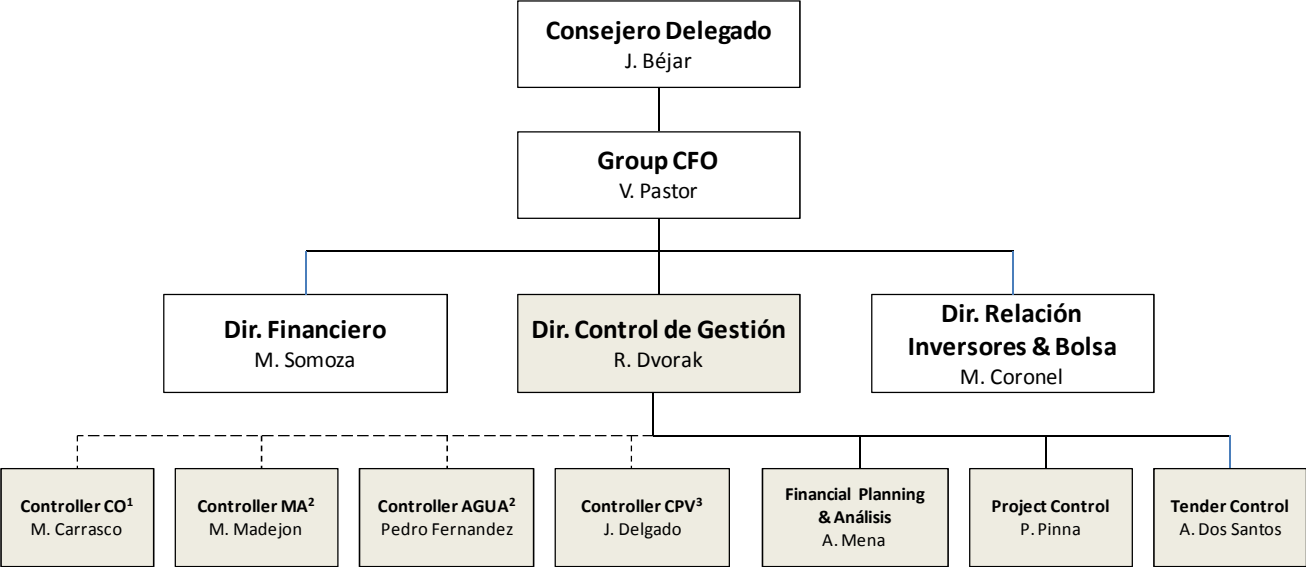 Consejero Delegado
J. Béjar
Group CFO
V. Pastor
Dir. Financiero
M. Somoza
Dir. Control de Gestión
R. Dvorak
Dir. Relación
Inversores & Bolsa
M. Coronel
Controller CO¹
M. Carrasco
Controller MA²
M. Madejon
Controller AGUA²
Pedro Fernandez
Controller CPV³
J. Delgado
Financial Planning
& Análisis
A. Mena
Project Control
P. Pinna
Tender Control
A. Dos Santos